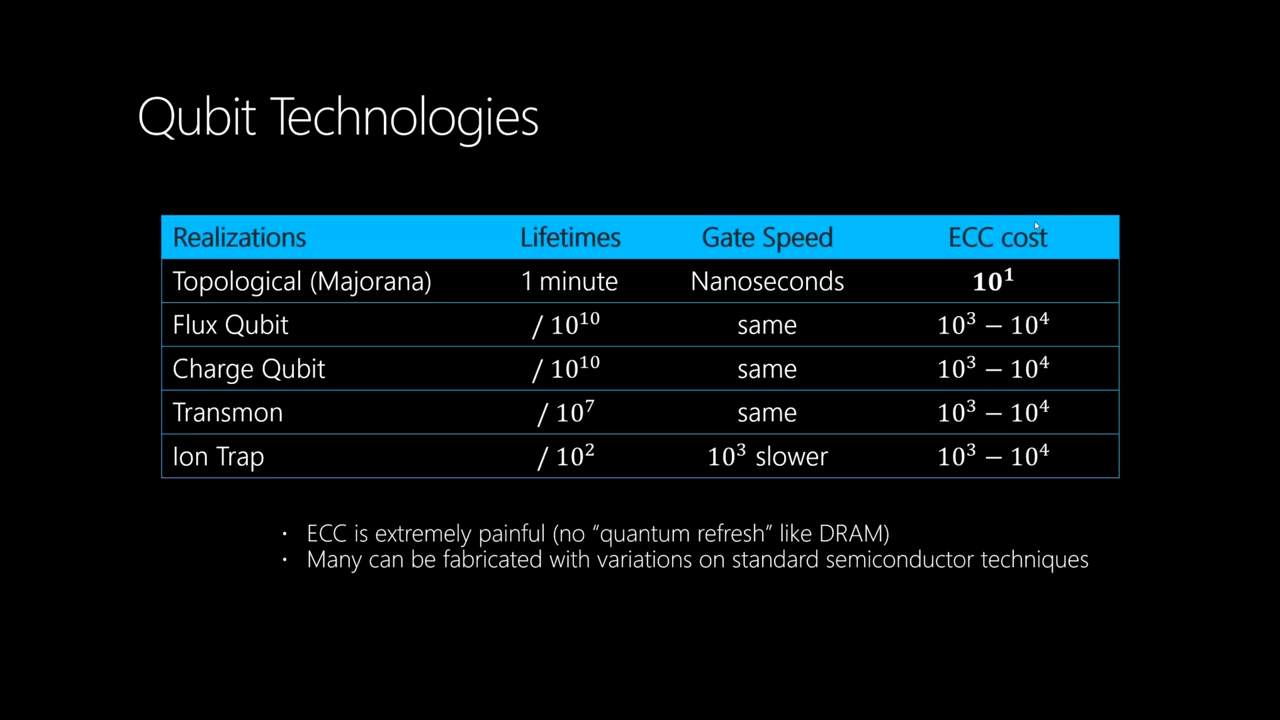 Qubit Technologies
Realizations Lifetimes Gate Speed ECC cost
Topological (Majorana) 1 minute Nanoseconds 10¹
Flux Qubit / 10¹⁰ same 10³ − 10⁴
Charge Qubit / 10¹⁰ same 10³ − 10⁴
Transmon / 10⁷ same 10³ − 10⁴
Ion Trap / 10² 10³ slower 10³ − 10⁴
· ECC is extremely painful (no “quantum refresh” like DRAM)
· Many can be fabricated with variations on standard semiconductor techniques